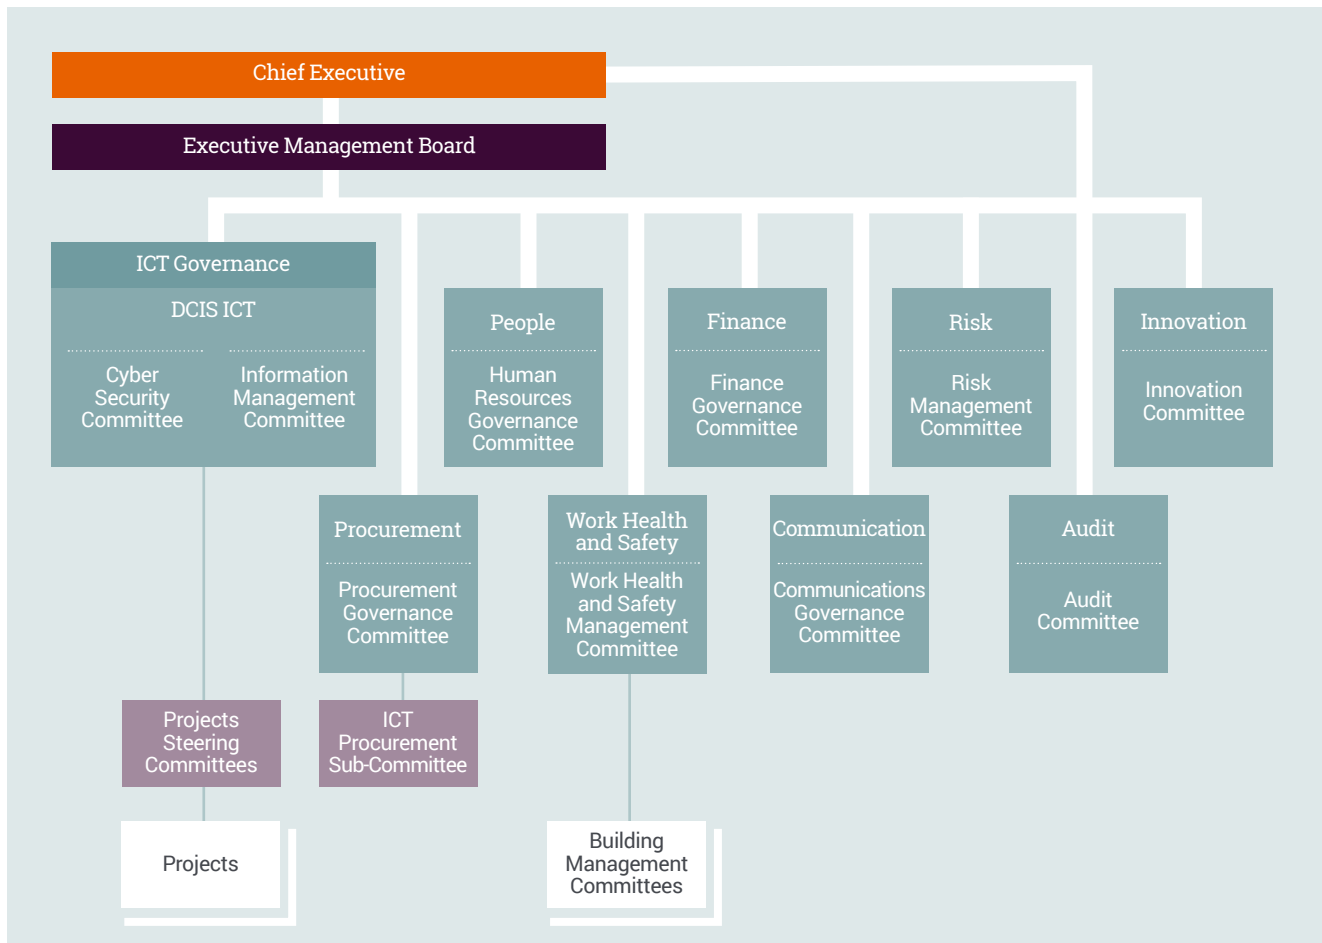 Chief Executive
Executive Management Board
ICT Governance
DCIS ICT
Cyber
Security
Committee
Information
Management
Committee
People
Human
Resources
Governance
Committee
Finance
Finance
Governance
Committee
Risk
Risk
Management
Committee
Innovation
Innovation
Committee
Procurement
Procurement
Governance
Committee
Work Health
and Safety
Work Health
and Safety
Management
Committee
Communication
Communications
Governance
Committee
Audit
Audit
Committee
Projects
Steering
Committees
ICT
Procurement
Sub-Committee
Projects
Building
Management
Committees